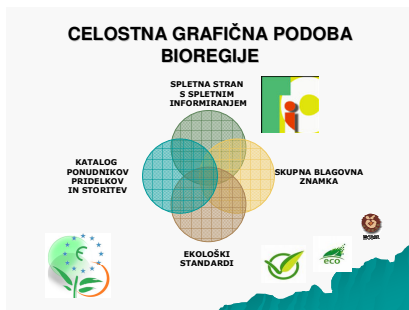 CELOSTNA GRAFIČNA PODOBA
BIOREGIJE
SPLETNA STRAN
S SPLETNIM
INFORMIRANJEM
KATALOG
PONUDNIKOV
PRIDELKOV
IN STORITEV
SKUPNA BLAGOVNA
ZNAMKA
EKOLOŠKI
STANDARDI
eco